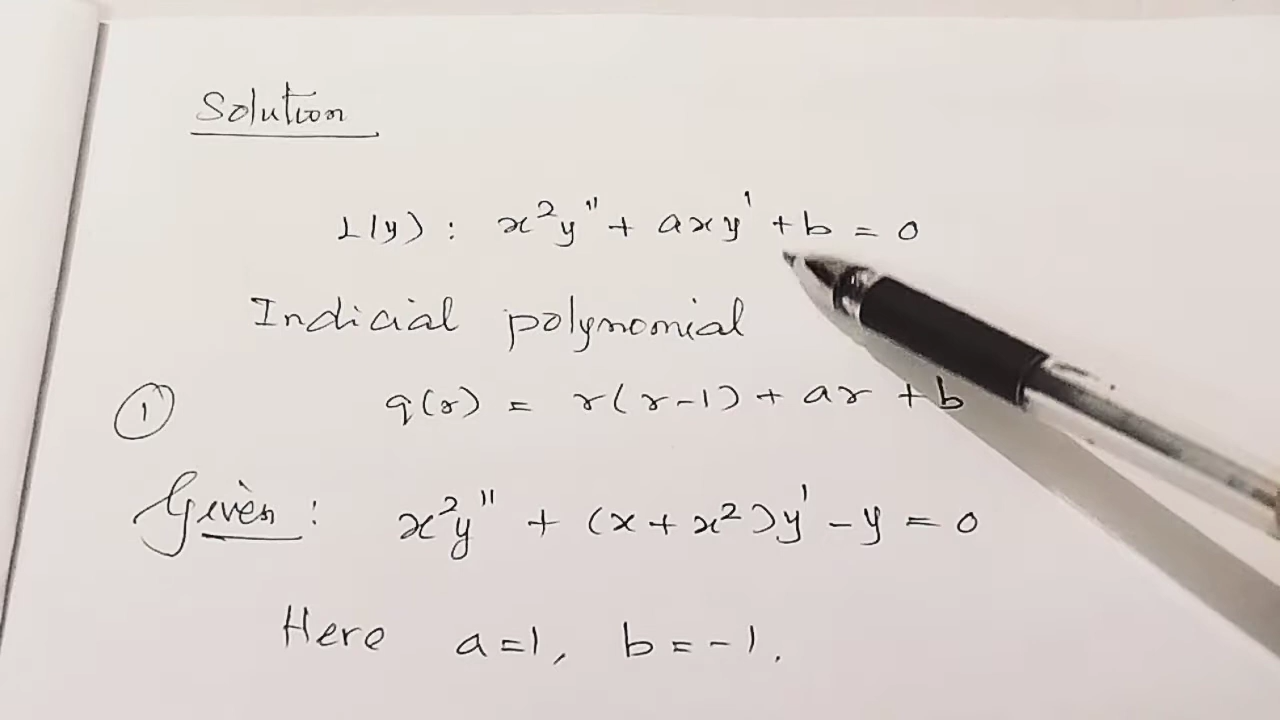 Solution
L(y) : x²y'' + axy' + b = 0
Indicial polynomial
① q(r) = r(r-1) + ar + b
Given : x²y'' + (x + x²)y' - y = 0
Here a=1, b=-1.